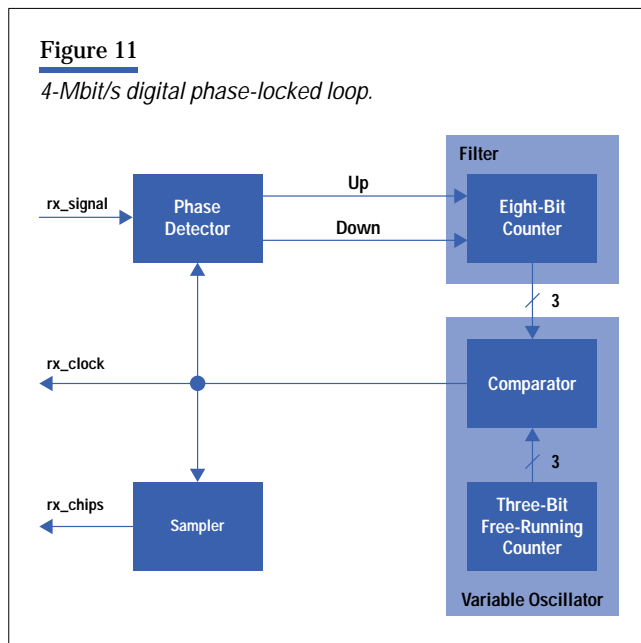 Figure 11
4-Mbit/s digital phase-locked loop.
Filter
Up
rx_signal
Phase
Detector
Eight-Bit
Counter
Down
3
rx_clock
Comparator
3
rx_chips
Sampler
Three-Bit
Free-Running
Counter
Variable Oscillator